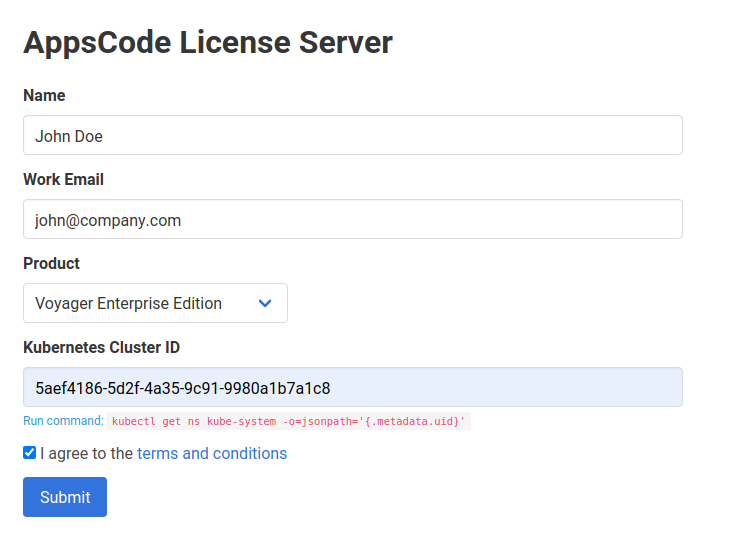 AppsCode License Server
Name
John Doe
Work Email
john@company.com
Product
Voyager Enterprise Edition
Kubernetes Cluster ID
5aef4186-5d2f-4a35-9c91-9980a1b7a1c8
Run command: kubectl get ns kube-system -o=jsonpath='{.metadata.uid}'
I agree to the terms and conditions
Submit